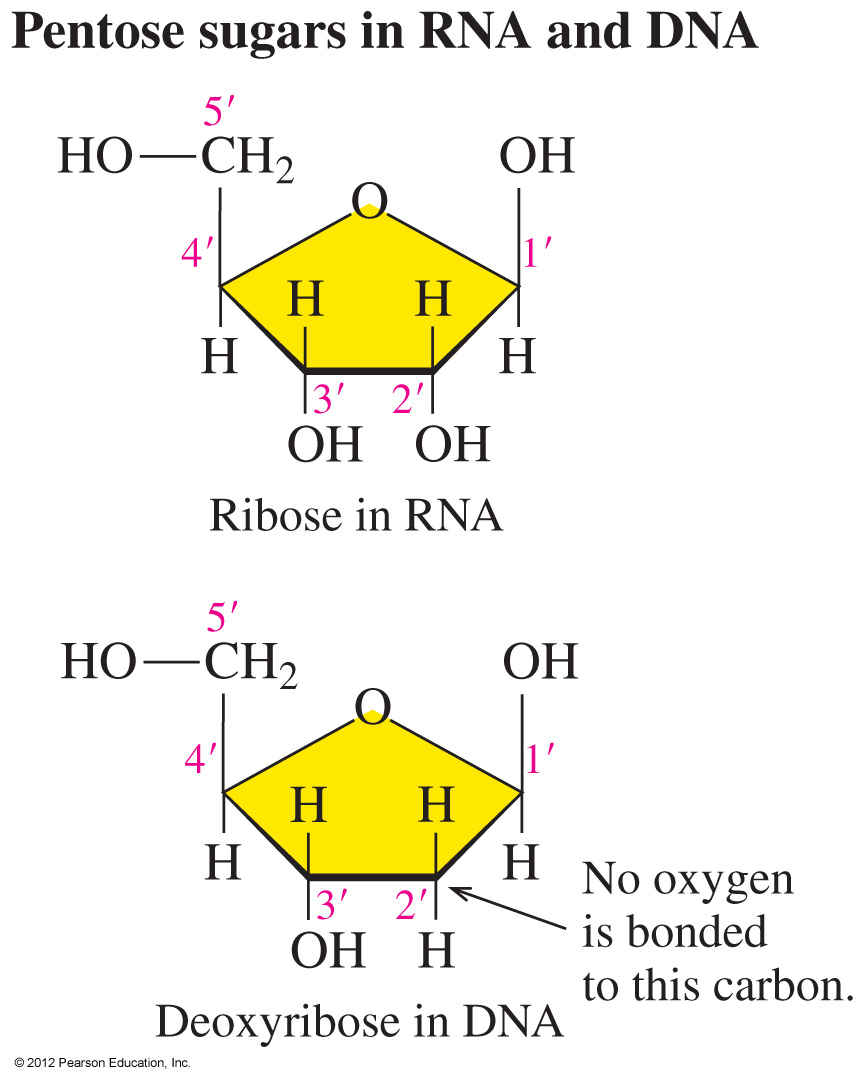 Pentose sugars in RNA and DNA
5′
HO—CH₂
OH
O
4′
1′
H
H
H
H
3′
2′
OH
OH
Ribose in RNA
5′
HO—CH₂
OH
O
4′
1′
H
H
H
H
No oxygen
is bonded
to this carbon.
3′
2′
OH
H
Deoxyribose in DNA
© 2012 Pearson Education, Inc.